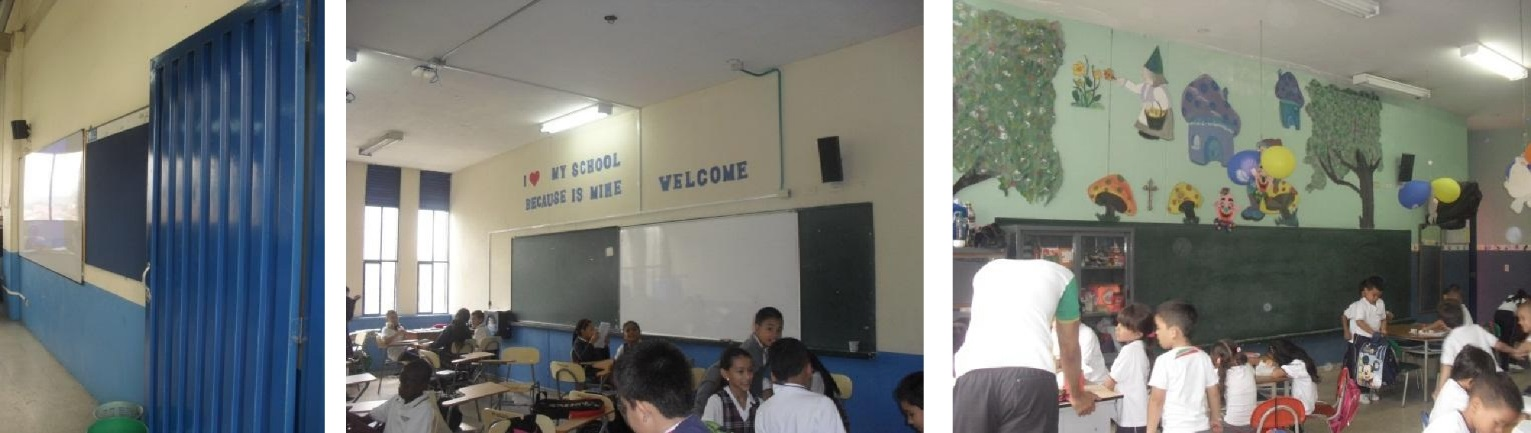 I ♥ MY SCHOOL
BECAUSE IS MINE
WELCOME